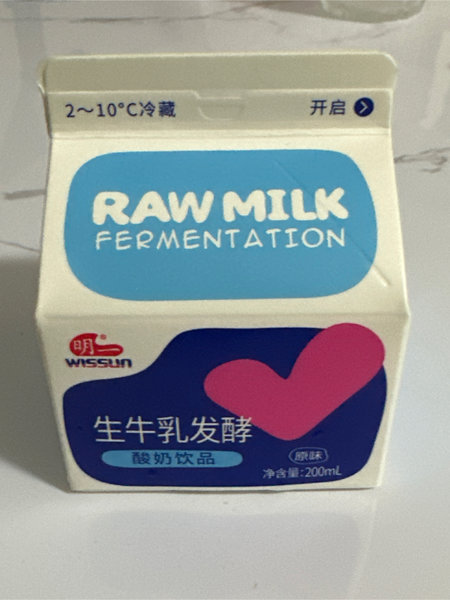 2～10°C冷藏
开启
RAW MILK
FERMENTATION
明一
WISSUN
生牛乳发酵
酸奶饮品
原味
净含量:200mL